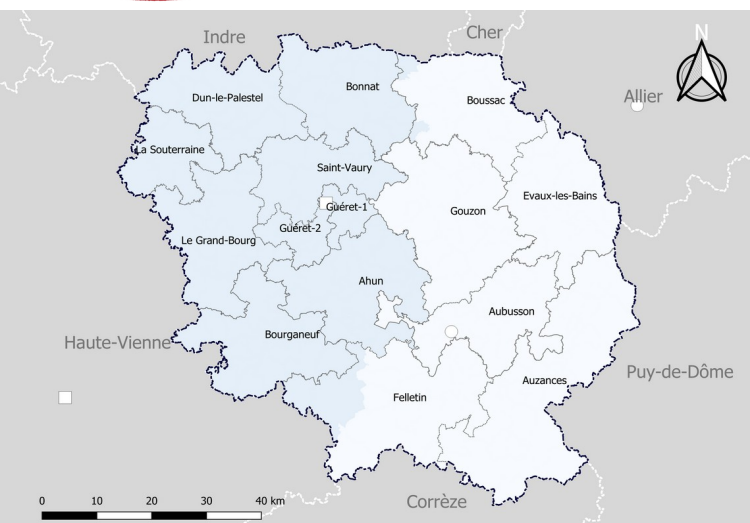 Indre
Cher
N
Allier
Dun-le-Palestel
Bonnat
Boussac
La Souterraine
Saint-Vaury
Evaux-les-Bains
Guéret-1
Gouzon
Guéret-2
Le Grand-Bourg
Ahun
Aubusson
Bourganeuf
Haute-Vienne
Puy-de-Dôme
Auzances
Felletin
0 10 20 30 40 km
Corrèze